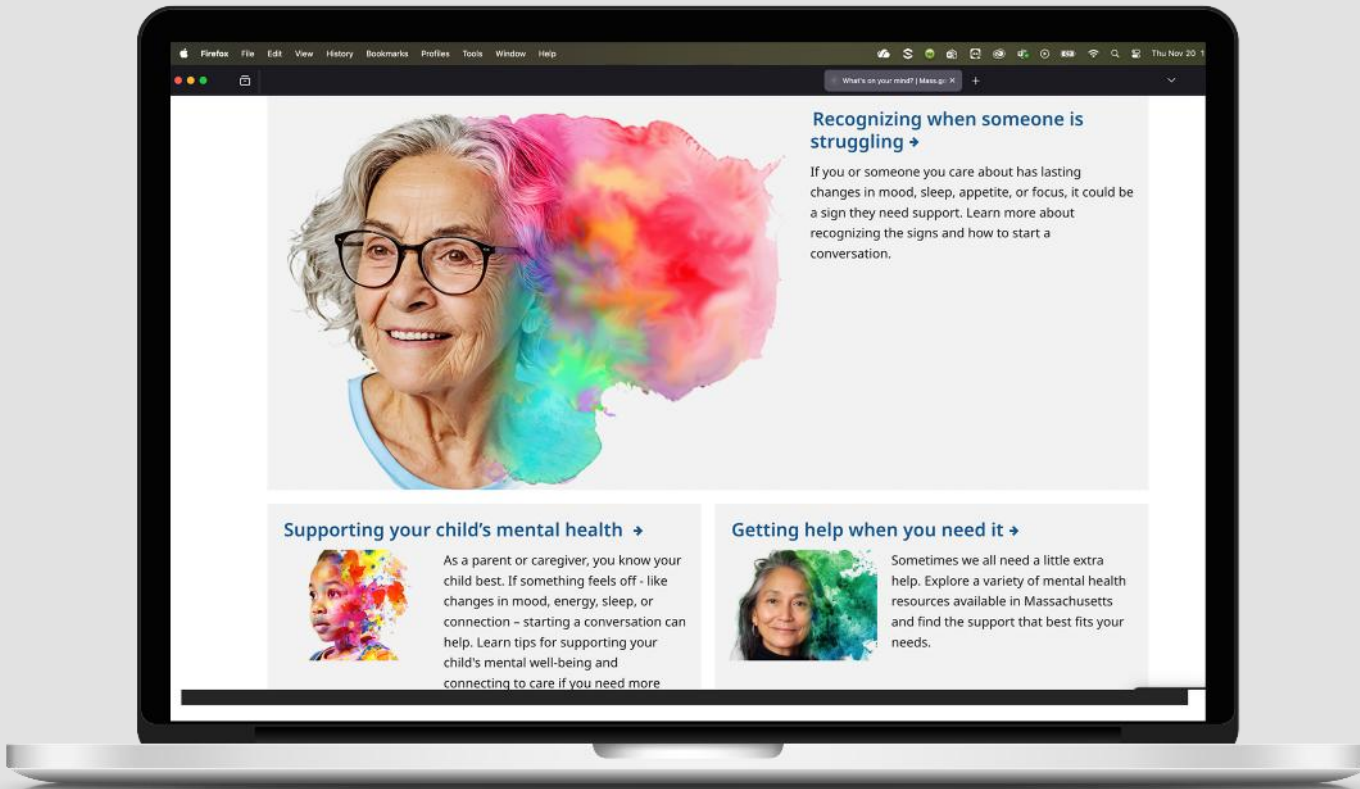 Firefox File Edit View History Bookmarks Profiles Tools Window Help Thu Nov 20 1
What's on your mind? | Mass.go
Recognizing when someone is
struggling →
If you or someone you care about has lasting
changes in mood, sleep, appetite, or focus, it could be
a sign they need support. Learn more about
recognizing the signs and how to start a
conversation.
Supporting your child's mental health →
As a parent or caregiver, you know your
child best. If something feels off - like
changes in mood, energy, sleep, or
connection – starting a conversation can
help. Learn tips for supporting your
child's mental well-being and
connecting to care if you need more
Getting help when you need it →
Sometimes we all need a little extra
help. Explore a variety of mental health
resources available in Massachusetts
and find the support that best fits your
needs.